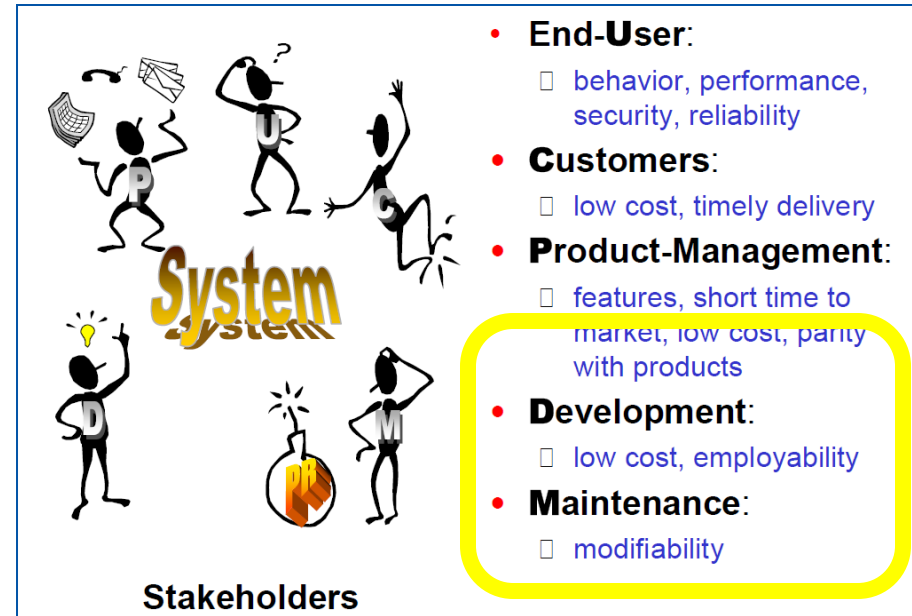 P
U
?
C
System
D
PR
M
Stakeholders
• End-User:
behavior, performance,
security, reliability
• Customers:
low cost, timely delivery
• Product-Management:
features, short time to
market, low cost, parity
with products
• Development:
low cost, employability
• Maintenance:
modifiability